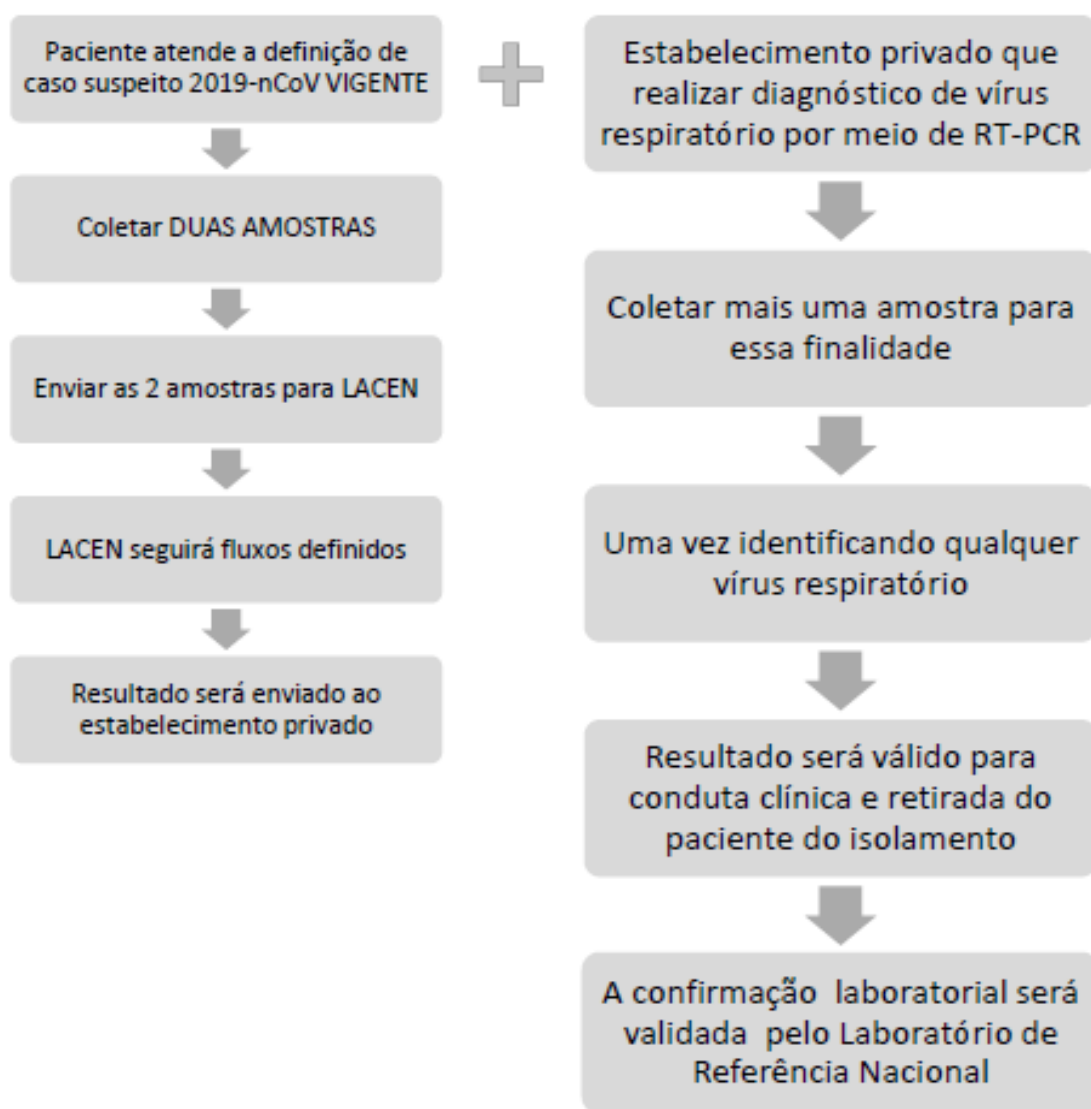 Paciente atende a definição de
caso suspeito 2019-nCoV VIGENTE
Coletar DUAS AMOSTRAS
Enviar as 2 amostras para LACEN
LACEN seguirá fluxos definidos
Resultado será enviado ao
estabelecimento privado
Estabelecimento privado que
realizar diagnóstico de vírus
respiratório por meio de RT-PCR
Coletar mais uma amostra para
essa finalidade
Uma vez identificando qualquer
vírus respiratório
Resultado será válido para
conduta clínica e retirada do
paciente do isolamento
A confirmação laboratorial será
validada pelo Laboratório de
Referência Nacional